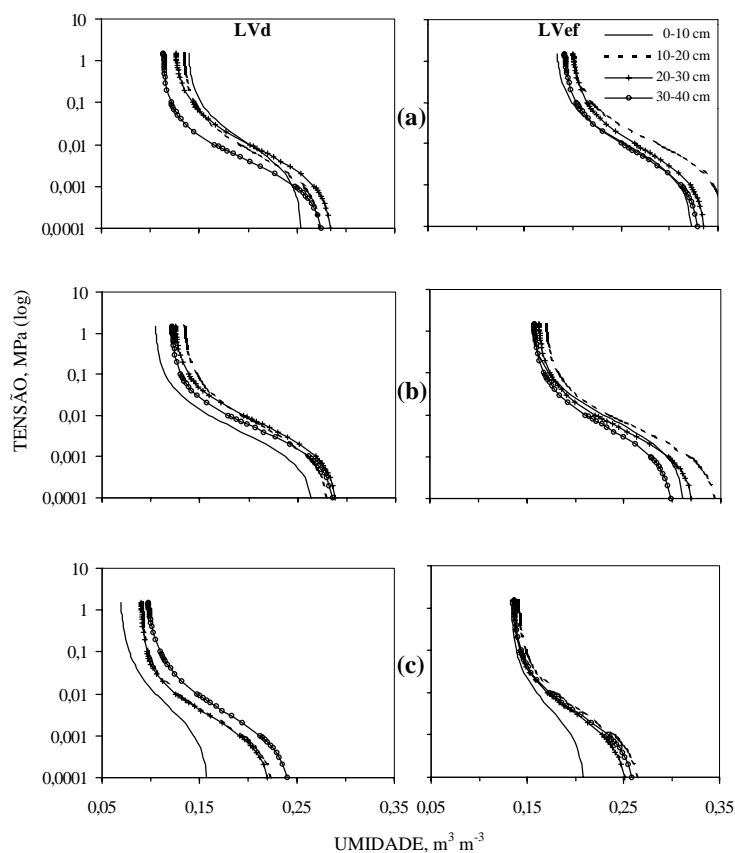 LVd
LVef
0-10 cm
10-20 cm
20-30 cm
30-40 cm
10
1
0,1
0,01
0,001
0,0001
(a)
TENSÃO, MPa (log)
10
1
0,1
0,01
0,001
0,0001
(b)
10
1
0,1
0,01
0,001
0,0001
(c)
0,05
0,15
0,25
0,35
0,05
0,15
0,25
0,35
UMIDADE, m³ m⁻³